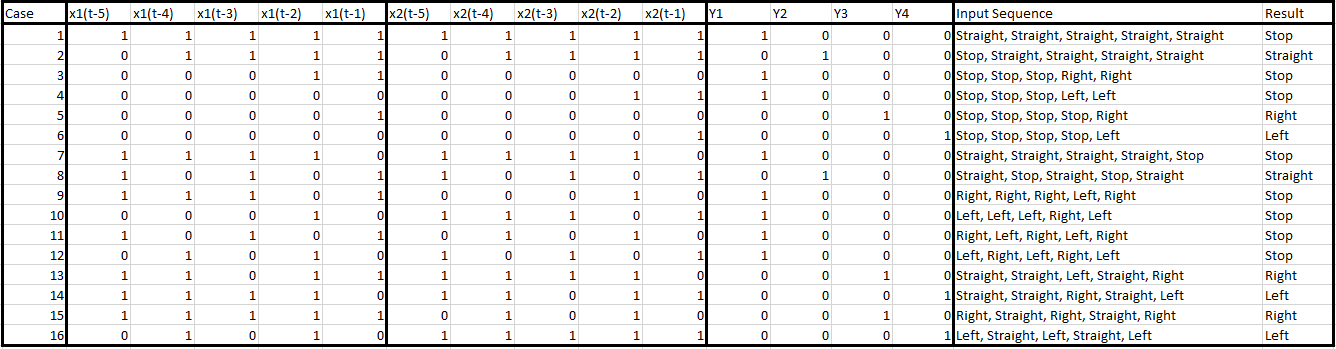 Case x1(t-5) x1(t-4) x1(t-3) x1(t-2) x1(t-1) x2(t-5) x2(t-4) x2(t-3) x2(t-2) x2(t-1) Y1 Y2 Y3 Y4 Input Sequence Result
1 1 1 1 1 1 1 1 1 1 1 1 0 0 0 Straight, Straight, Straight, Straight, Straight Stop
2 0 1 1 1 1 0 1 1 1 1 0 1 0 0 Stop, Straight, Straight, Straight, Straight Straight
3 0 0 0 1 1 0 0 0 0 0 1 0 0 0 Stop, Stop, Stop, Right, Right Stop
4 0 0 0 0 0 0 0 0 1 1 1 0 0 0 Stop, Stop, Stop, Left, Left Stop
5 0 0 0 0 1 0 0 0 0 0 0 0 1 0 Stop, Stop, Stop, Stop, Right Right
6 0 0 0 0 0 0 0 0 0 1 0 0 0 1 Stop, Stop, Stop, Stop, Left Left
7 1 1 1 1 0 1 1 1 1 0 1 0 0 0 Straight, Straight, Straight, Straight, Stop Stop
8 1 0 1 0 1 1 0 1 0 1 0 1 0 0 Straight, Stop, Straight, Stop, Straight Straight
9 1 1 1 0 1 0 0 0 1 0 1 0 0 0 Right, Right, Right, Left, Right Stop
10 0 0 0 1 0 1 1 1 0 1 1 0 0 0 Left, Left, Left, Right, Left Stop
11 1 0 1 0 1 0 1 0 1 0 1 0 0 0 Right, Left, Right, Left, Right Stop
12 0 1 0 1 0 1 0 1 0 1 1 0 0 0 Left, Right, Left, Right, Left Stop
13 1 1 0 1 1 1 1 1 1 0 0 0 1 0 Straight, Straight, Left, Straight, Right Right
14 1 1 1 1 0 1 1 0 1 1 0 0 0 1 Straight, Straight, Right, Straight, Left Left
15 1 1 1 1 1 0 1 0 1 0 0 0 1 0 Right, Straight, Right, Straight, Right Right
16 0 1 0 1 0 1 1 1 1 1 0 0 0 1 Left, Straight, Left, Straight, Left Left